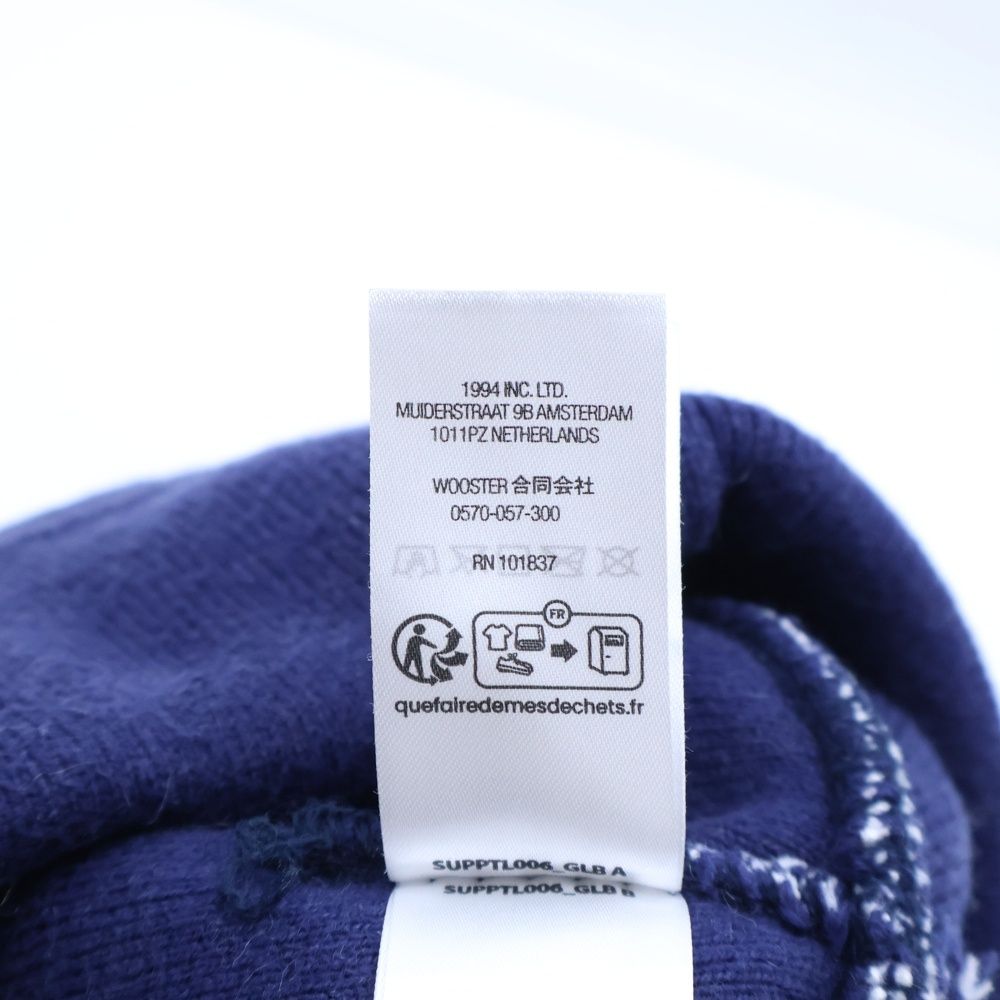 1994 INC. LTD.
MUIDERSTRAAT 9B AMSTERDAM
1011PZ NETHERLANDS
WOOSTER 合同会社
0570-057-300
RN 101837
FR
quefairedemesdechets.fr
SUPPTL006_GLB A
SUPPTL006_GLB B